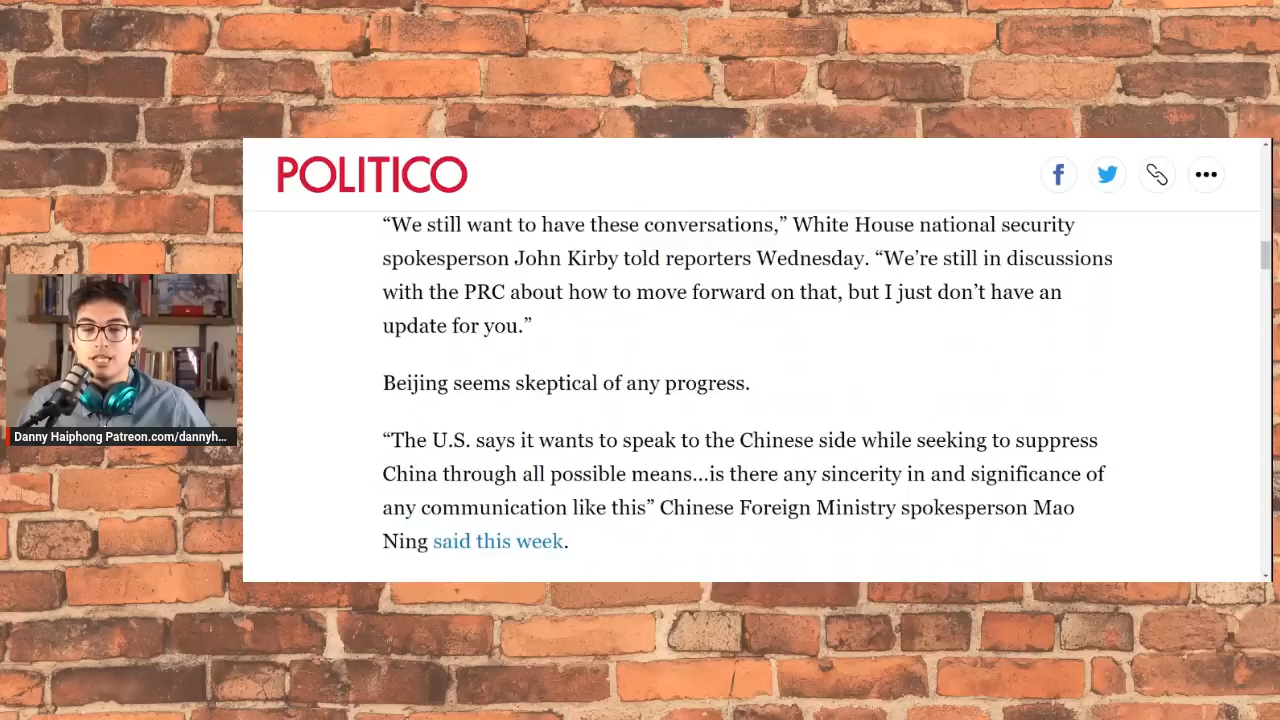 POLITICO
“We still want to have these conversations,” White House national security
spokesperson John Kirby told reporters Wednesday. “We’re still in discussions
with the PRC about how to move forward on that, but I just don’t have an
update for you.”
Beijing seems skeptical of any progress.
“The U.S. says it wants to speak to the Chinese side while seeking to suppress
China through all possible means...is there any sincerity in and significance of
any communication like this” Chinese Foreign Ministry spokesperson Mao
Ning said this week.
Danny Haiphong Patreon.com/dannyh...